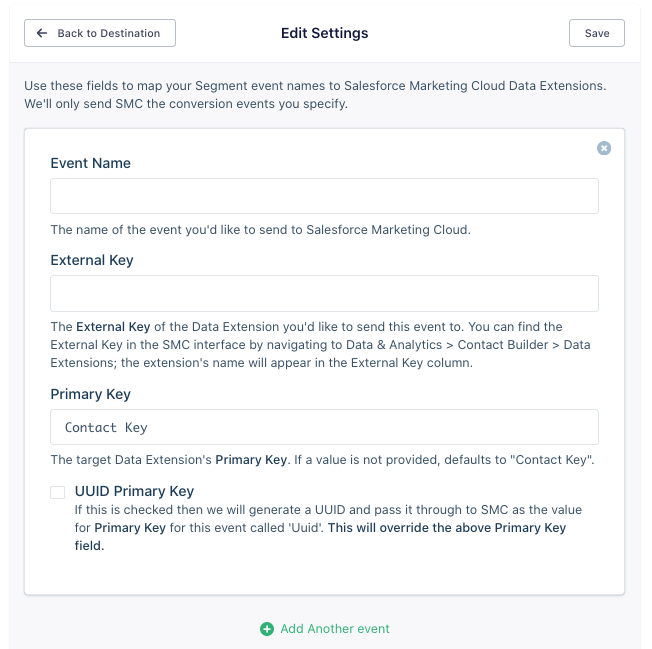 Back to Destination
Edit Settings
Save
Use these fields to map your Segment event names to Salesforce Marketing Cloud Data Extensions.
We'll only send SMC the conversion events you specify.
Event Name
The name of the event you'd like to send to Salesforce Marketing Cloud.
External Key
The External Key of the Data Extension you'd like to send this event to. You can find the
External Key in the SMC interface by navigating to Data & Analytics > Contact Builder > Data
Extensions; the extension's name will appear in the External Key column.
Primary Key
Contact Key
The target Data Extension's Primary Key. If a value is not provided, defaults to "Contact Key".
UUID Primary Key
If this is checked then we will generate a UUID and pass it through to SMC as the value
for Primary Key for this event called 'Uuid'. This will override the above Primary Key
field.
Add Another event